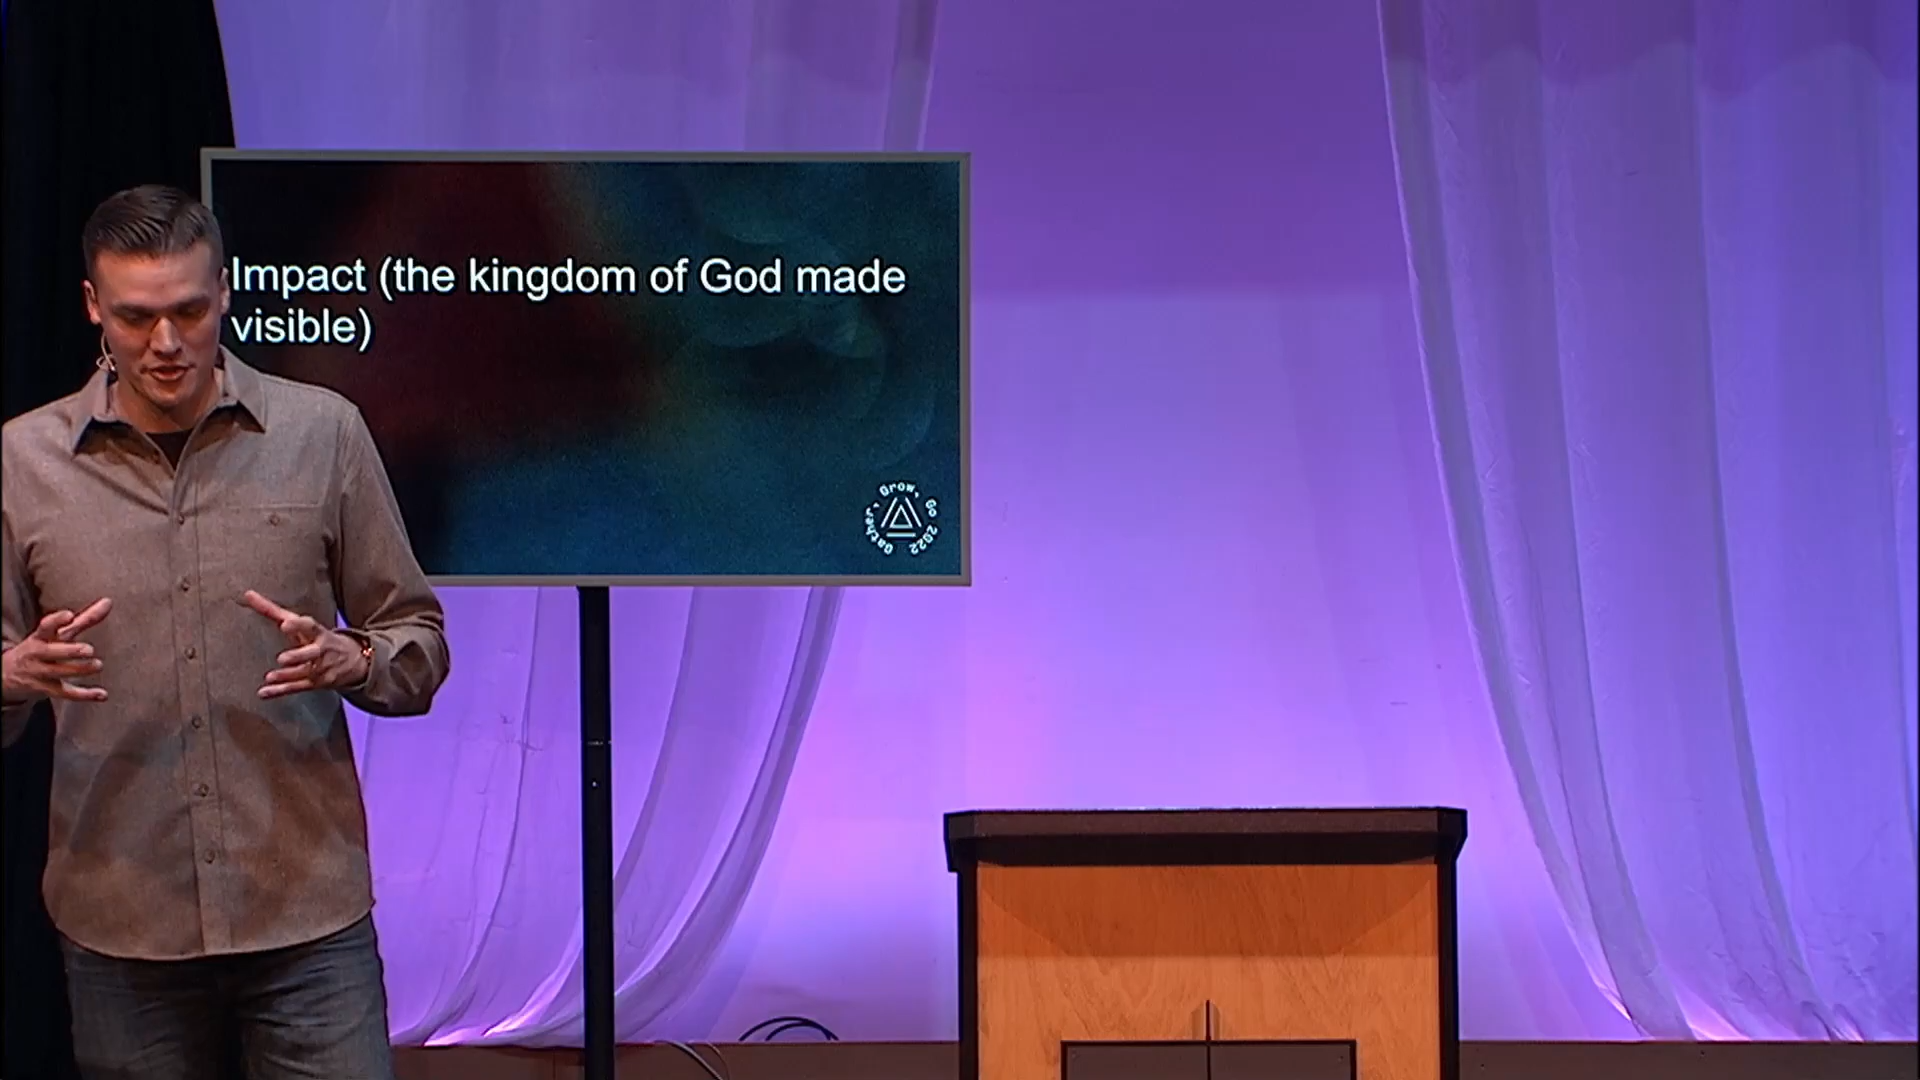 Impact (the kingdom of God made
visible)
Gather, Grow, Go 2022